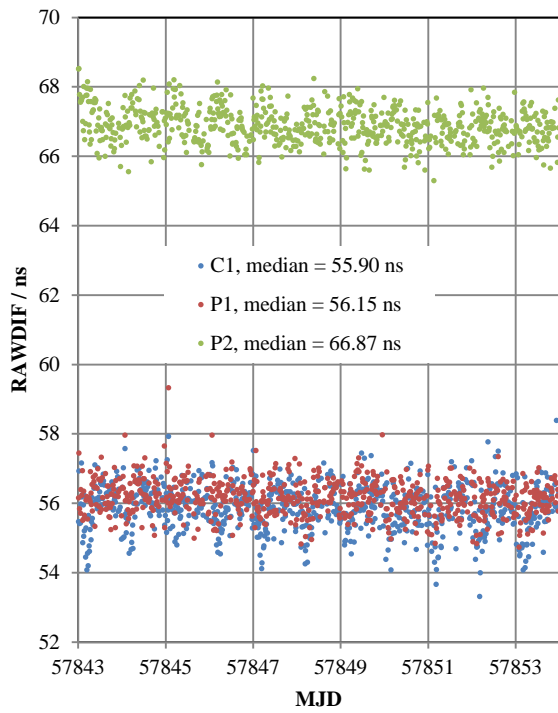 70
68
66
64
62
60
58
56
54
52
RAWDIF / ns
C1, median = 55.90 ns
P1, median = 56.15 ns
P2, median = 66.87 ns
57843 57845 57847 57849 57851 57853
MJD